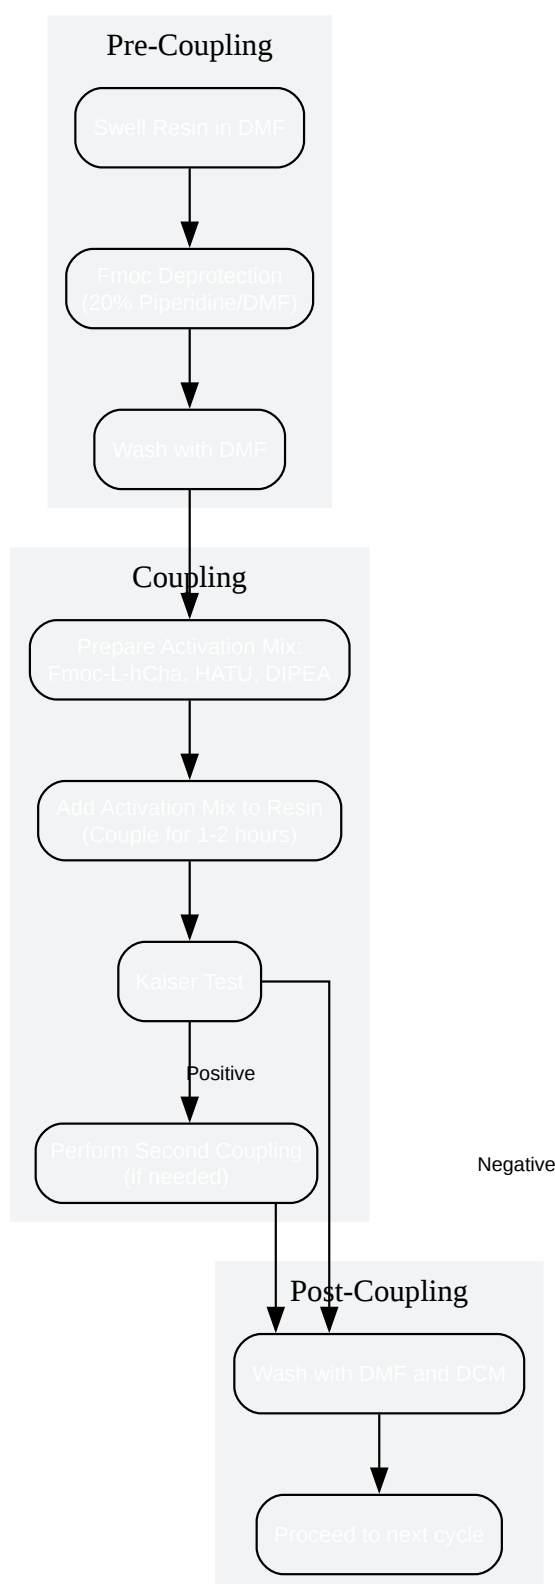 Pre-Coupling
Swell Resin in DMF
Fmoc Deprotection
(20% Piperidine/DMF)
Wash with DMF
Coupling
Prepare Activation Mix:
Fmoc-L-hCha, HATU, DIPEA
Add Activation Mix to Resin
(Couple for 1-2 hours)
Kaiser Test
Positive
Perform Second Coupling
(if needed)
Negative
Post-Coupling
Wash with DMF and DCM
Proceed to next cycle